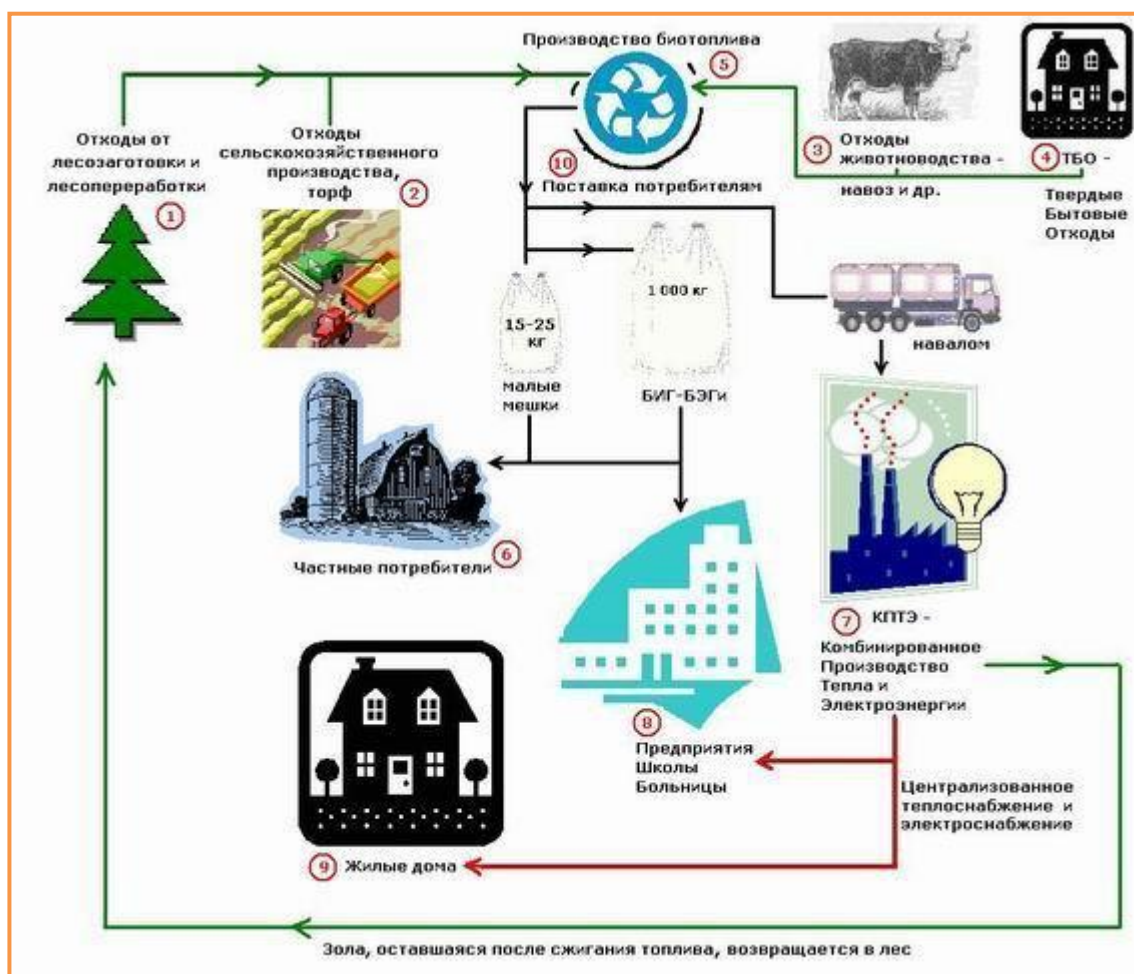 Производство биотоплива
5
Отходы от
лесозаготовки и
лесопереработки
1
Отходы
сельскохозяйственного
производства,
торф
2
3
Отходы
животноводства -
навоз и др.
4
ТБО -
Твердые
Бытовые
Отходы
10
Поставка потребителям
15-25
кг
малые
мешки
1 000 кг
БИГ-БЭГи
навалом
Частные потребители
6
7
КПТЭ -
Комбинированное
Производство
Тепла и
Электроэнергии
8
Предприятия
Школы
Больницы
Централизованное
теплоснабжение и
электроснабжение
9
Жилые дома
Зола, оставшаяся после сжигания топлива, возвращается в лес